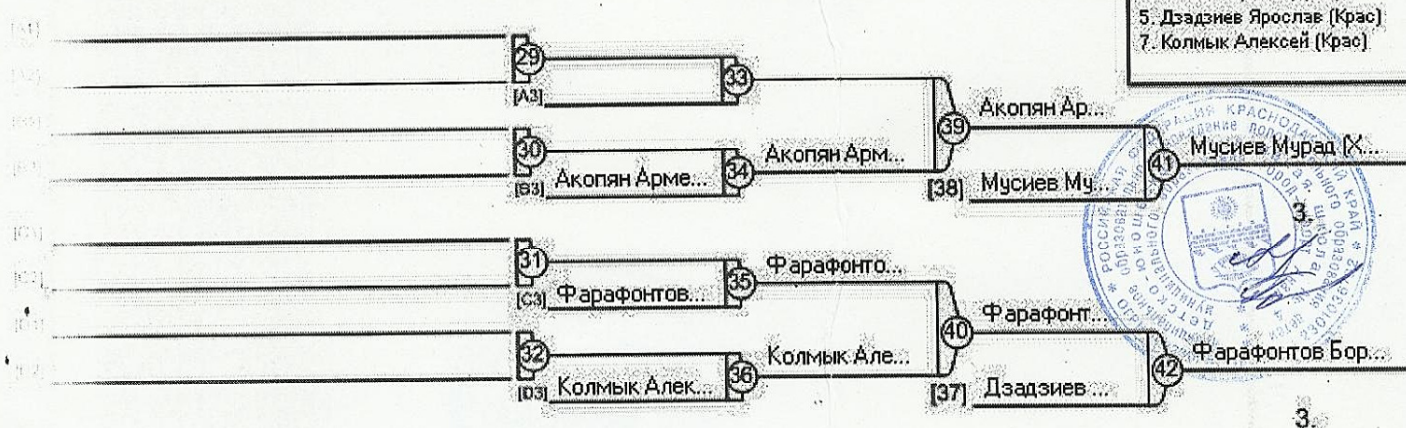 5. Дзадзиев Ярослав (Крас)
7. Колмык Алексей (Крас)
29
[A3]
33
30
[B3] Акопян Арме...
34
Акопян Арм...
39
Акопян Ар...
[38] Мусиев Му...
41
Мусиев Мурад (Х...
3.
31
[C3] Фарафонтов...
35
Фарафонто...
32
[D3] Колмык Алек...
36
Колмык Але...
40
Фарафонт...
[37] Дзадзиев ...
42
Фарафонтов Бор...
3.